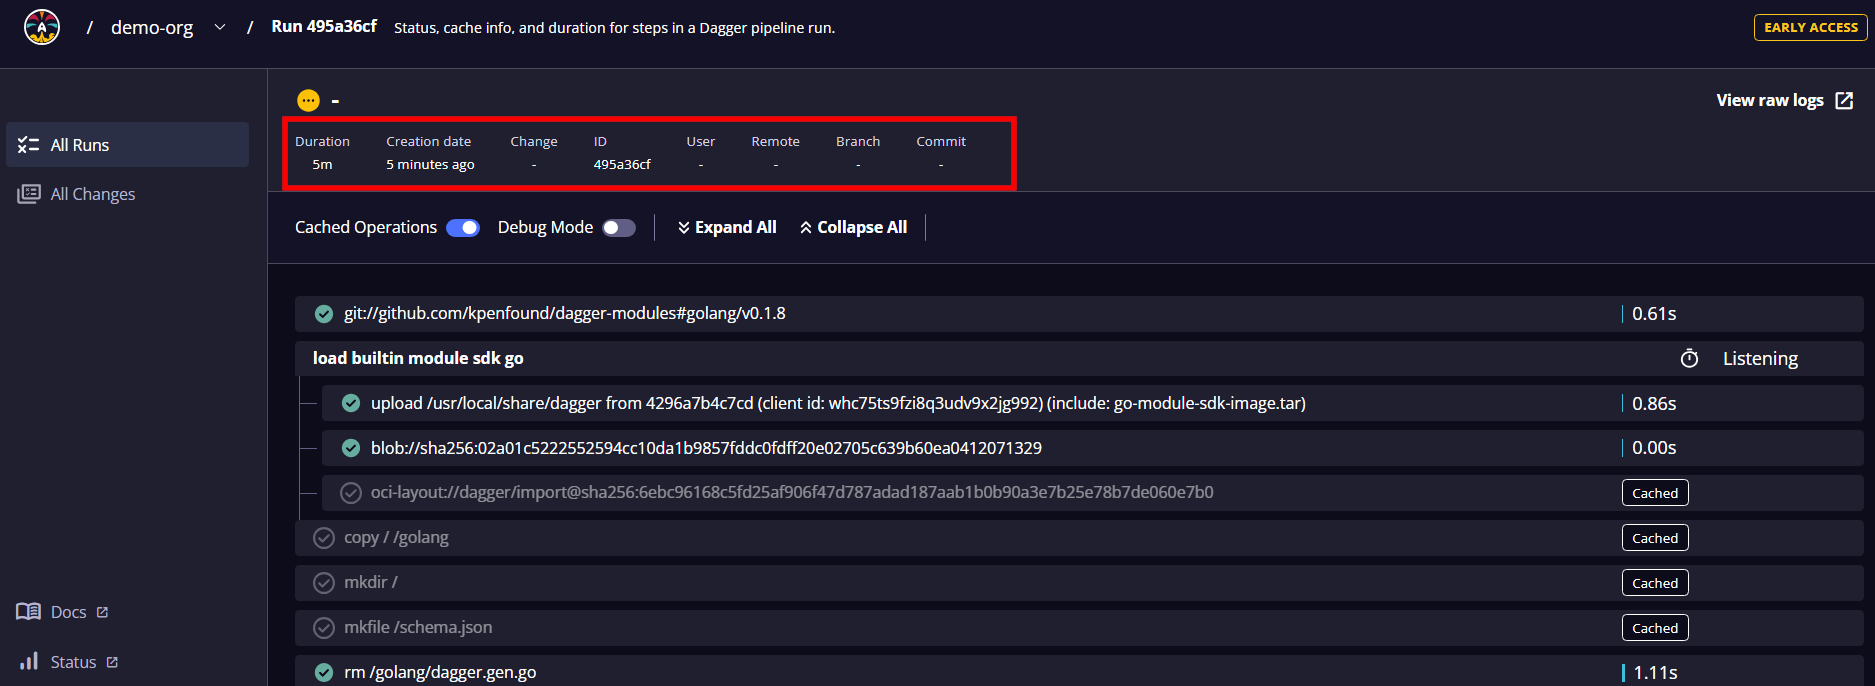 / demo-org / Run 495a36cf Status, cache info, and duration for steps in a Dagger pipeline run.
EARLY ACCESS
All Runs
All Changes
Docs
Status
-
View raw logs
Duration Creation date Change ID User Remote Branch Commit
5m 5 minutes ago - 495a36cf - - - -
Cached Operations Debug Mode Expand All Collapse All
git://github.com/kpenfound/dagger-modules#golang/v0.1.8 0.61s
load builtin module sdk go Listening
upload /usr/local/share/dagger from 4296a7b4c7cd (client id: whc75ts9fzi8q3udv9x2jg992) (include: go-module-sdk-image.tar) 0.86s
blob://sha256:02a01c5222552594cc10da1b9857fddc0fdff20e02705c639b60ea0412071329 0.00s
oci-layout://dagger/import@sha256:6ebc96168c5fd25af906f47d787adad187aab1b0b90a3e7b25e78b7de060e7b0 Cached
copy / /golang Cached
mkdir / Cached
mkfile /schema.json Cached
rm /golang/dagger.gen.go 1.11s